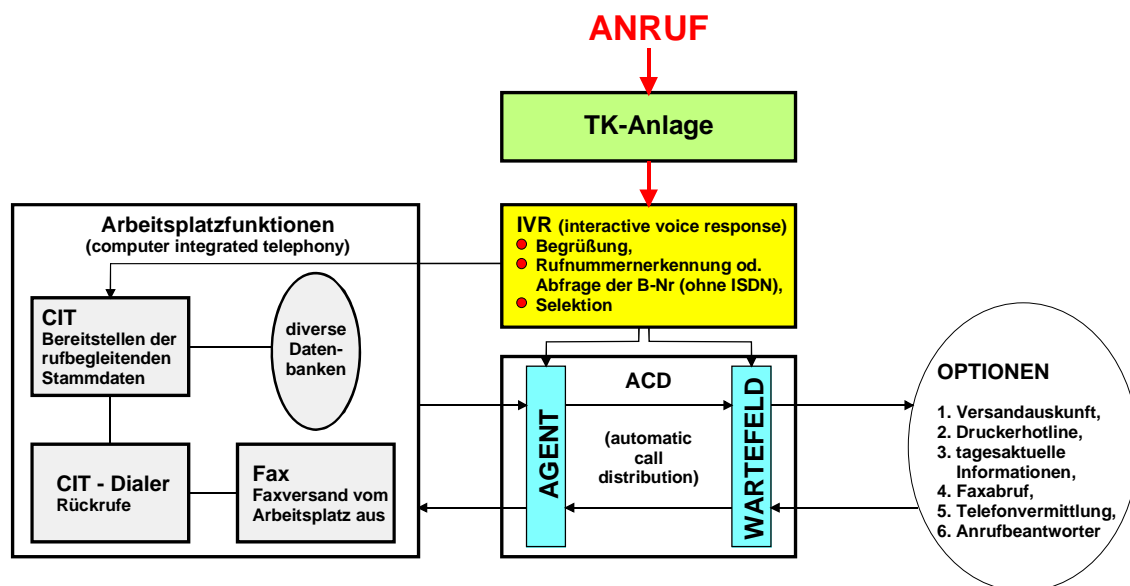 ANRUF
TK-Anlage
Arbeitsplatzfunktionen
(computer integrated telephony)
IVR (interactive voice response)
Begrüßung,
Rufnummernerkennung od.
Abfrage der B-Nr (ohne ISDN),
Selektion
CIT
Bereitstellen der
rufbegleitenden
Stammdaten
diverse
Daten-
banken
CIT - Dialer
Rückrufe
Fax
Faxversand vom
Arbeitsplatz aus
AGENT
ACD
(automatic
call
distribution)
WARTEFELD
OPTIONEN
1. Versandauskunft,
2. Druckerhotline,
3. tagesaktuelle
Informationen,
4. Faxabruf,
5. Telefonvermittlung,
6. Anrufbeantworter